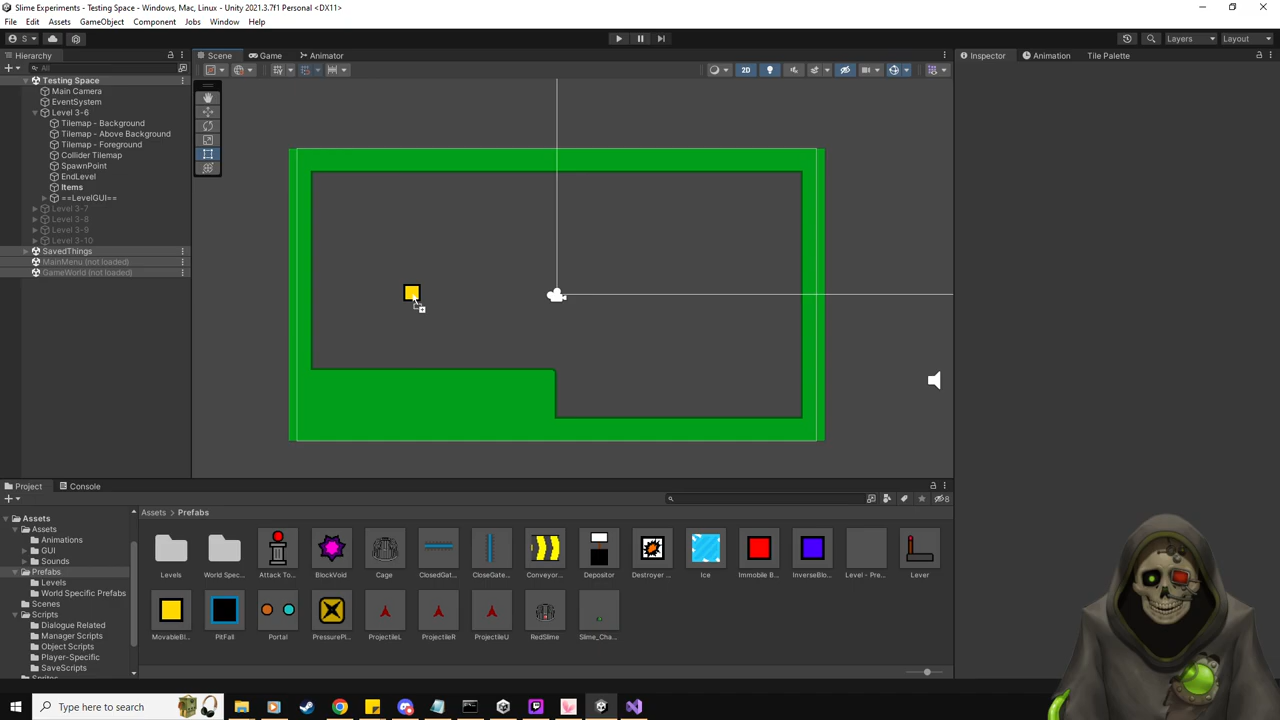 Slime Experiments - Testing Space - Windows, Mac, Linux - Unity 2021.3.7f1 Personal <DX11>
File Edit Assets GameObject Component Jobs Window Help
S Layers Layout
Hierarchy Scene Game Animator Inspector Animation Tile Palette
All 2D
Testing Space
Main Camera
EventSystem
Level 3-6
Tilemap - Background
Tilemap - Above Background
Tilemap - Foreground
Collider Tilemap
SpawnPoint
EndLevel
Items
==LevelGUI==
Level 3-7
Level 3-8
Level 3-9
Level 3-10
SavedThings
MainMenu (not loaded)
GameWorld (not loaded)
Project Console
8
Assets
Assets
Animations
GUI
Sounds
Prefabs
Levels
World Specific Prefabs
Scenes
Scripts
Dialogue Related
Manager Scripts
Object Scripts
Player-Specific
SaveScripts
Assets > Prefabs
Levels World Spec... Attack To... BlockVoid Cage ClosedGat... CloseGate... Conveyor... Depositor Destroyer ... Ice Immobile B... InverseBlo... Level - Pre... Lever
MovableBl... PitFall Portal PressurePl... ProjectileL ProjectileR ProjectileU RedSlime Slime_Cha...
Type here to search